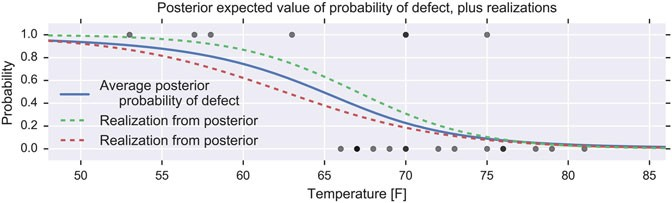 Posterior expected value of probability of defect, plus realizations
Probability
1.0
0.8
0.6
0.4
0.2
0.0
Average posterior
probability of defect
Realization from posterior
Realization from posterior
50 55 60 65 70 75 80 85
Temperature [F]